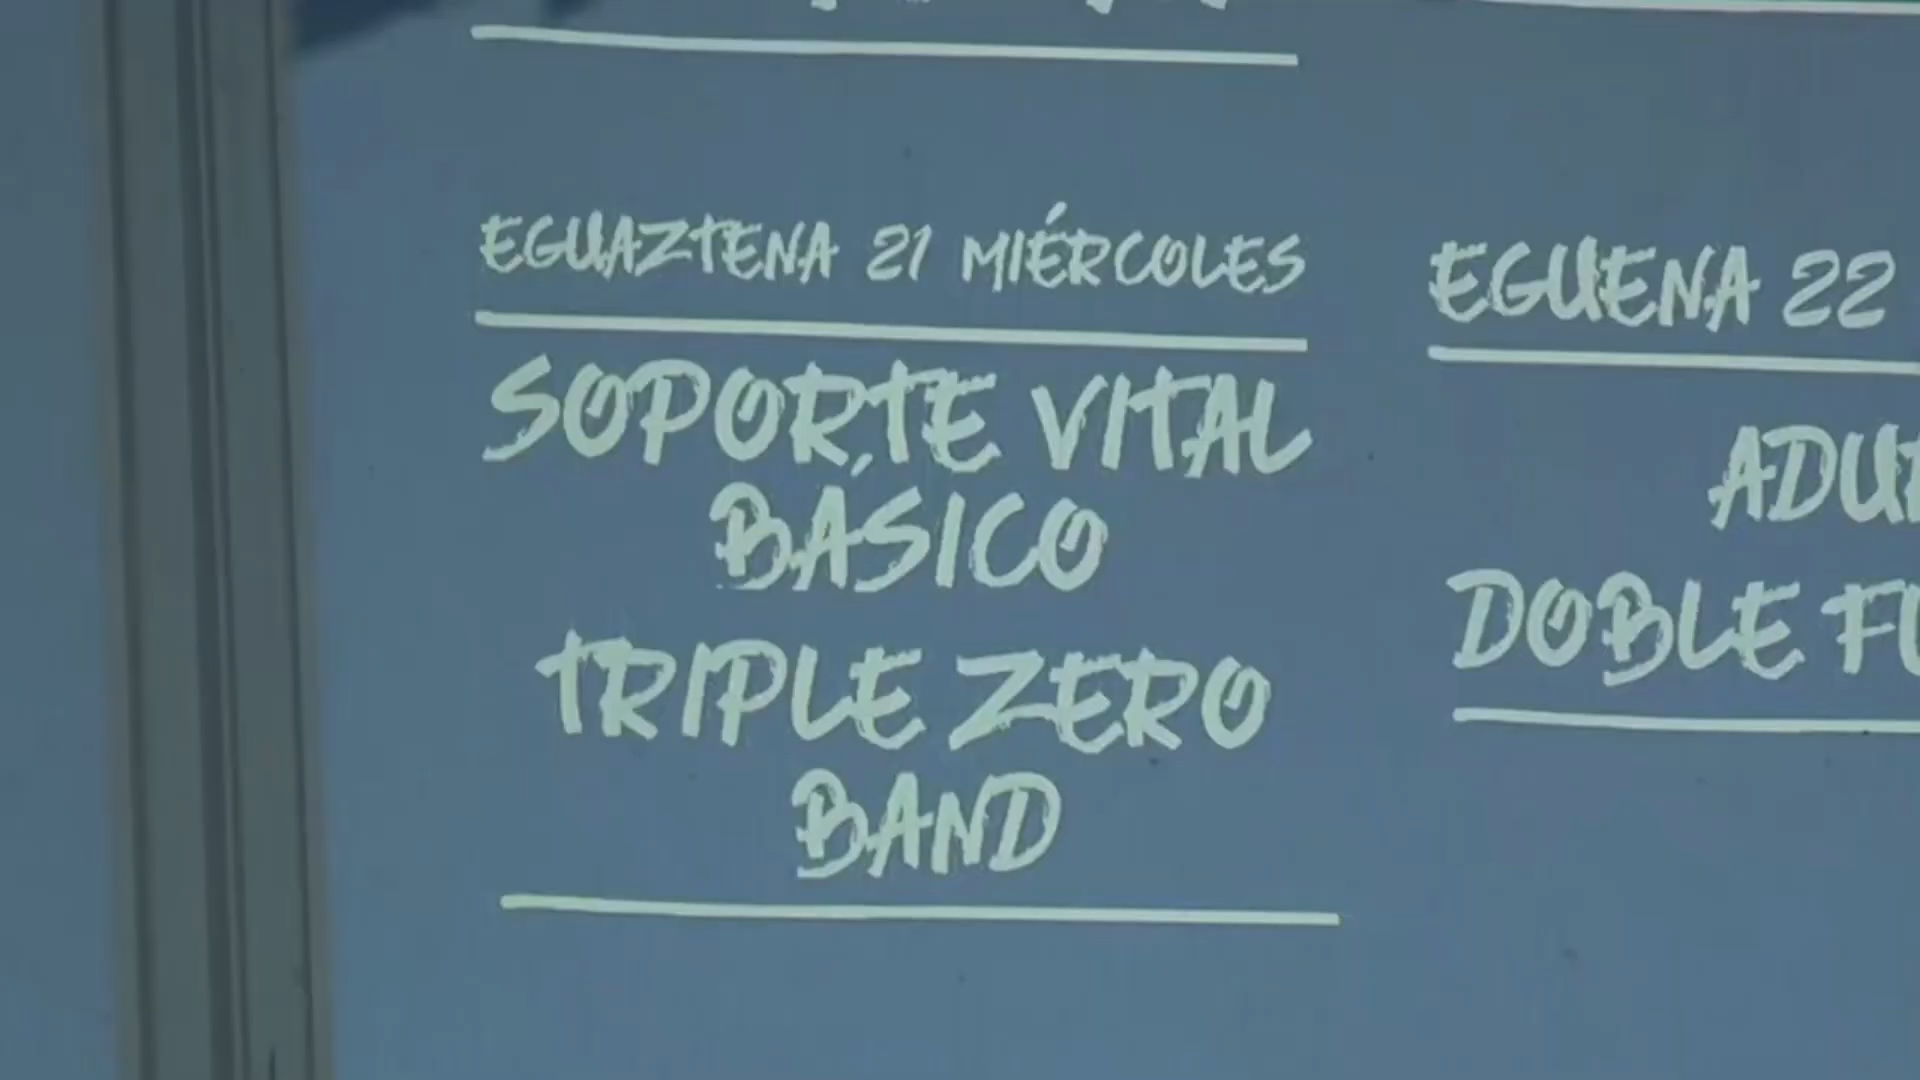 EGUAZTENA 21 MIÉRCOLES
SOPORTE VITAL
BÁSICO
TRIPLE ZERO
BAND
EGUENA 22
DOBLE